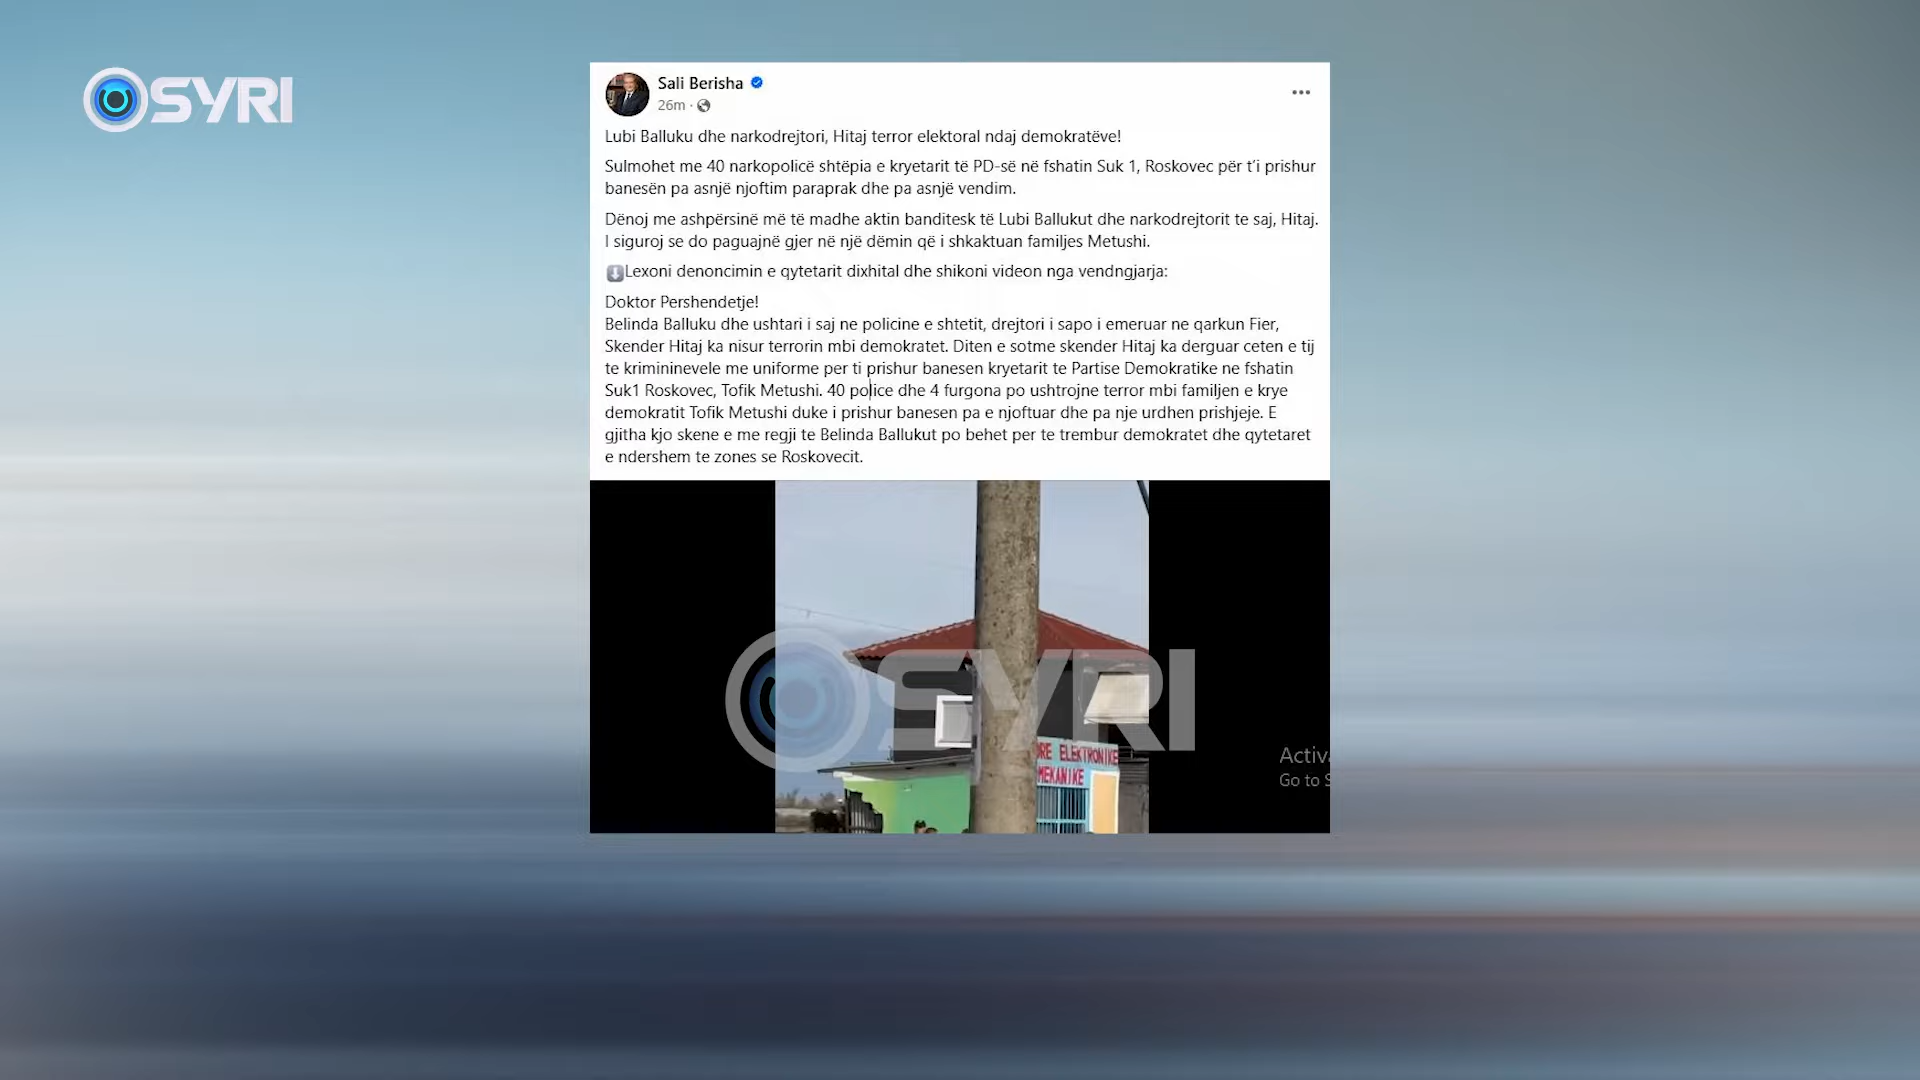 SYRI
Sali Berisha
26m ·
Lubi Balluku dhe narkodrejtori, Hitaj terror elektoral ndaj demokratëve!
Sulmohet me 40 narkopolicë shtëpia e kryetarit të PD-së në fshatin Suk 1, Roskovec për t'i prishur
banesën pa asnjë njoftim paraprak dhe pa asnjë vendim.
Dënoj me ashpërsinë më të madhe aktin banditesk të Lubi Ballukut dhe narkodrejtorit te saj, Hitaj.
I siguroj se do paguajnë gjer në një dëmin që i shkaktuan familjes Metushi.
Lexoni denoncimin e qytetarit dixhital dhe shikoni videon nga vendngjarja:
Doktor Pershendetje!
Belinda Balluku dhe ushtari i saj ne policine e shtetit, drejtori i sapo i emeruar ne qarkun Fier,
Skender Hitaj ka nisur terrorin mbi demokratet. Diten e sotme skender Hitaj ka derguar ceten e tij
te krimininevele me uniforme per ti prishur banesen kryetarit te Partise Demokratike ne fshatin
Suk1 Roskovec, Tofik Metushi. 40 police dhe 4 furgona po ushtrojne terror mbi familjen e krye
demokratit Tofik Metushi duke i prishur banesen pa e njoftuar dhe pa nje urdhen prishjeje. E
gjitha kjo skene e me regji te Belinda Ballukut po behet per te trembur demokratet dhe qytetaret
e ndershem te zones se Roskovecit.
SYRI
ELEKTRONIKE
MEKANIKE
Activ
Go to S